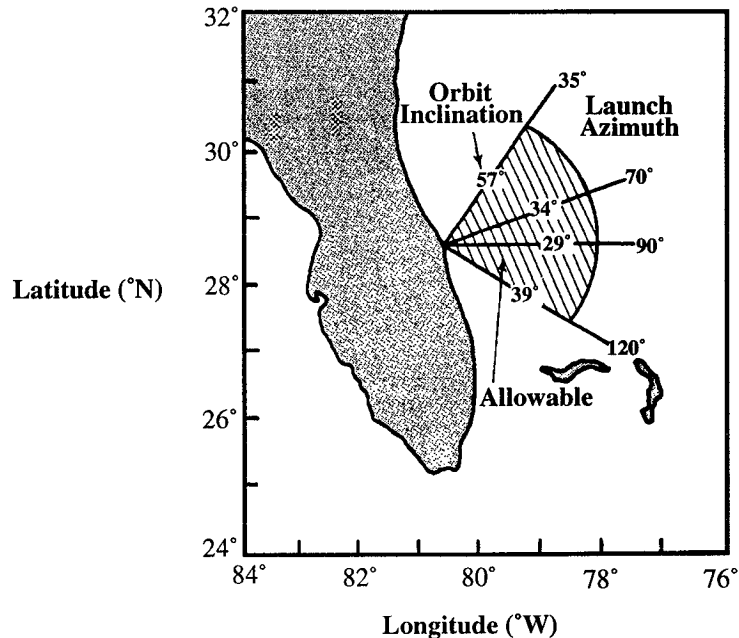 32°
35°
Orbit
Inclination
Launch
Azimuth
30°
57°
70°
34°
29°
90°
Latitude (°N)
28°
39°
120°
Allowable
26°
24°
84°
82°
80°
78°
76°
Longitude (°W)